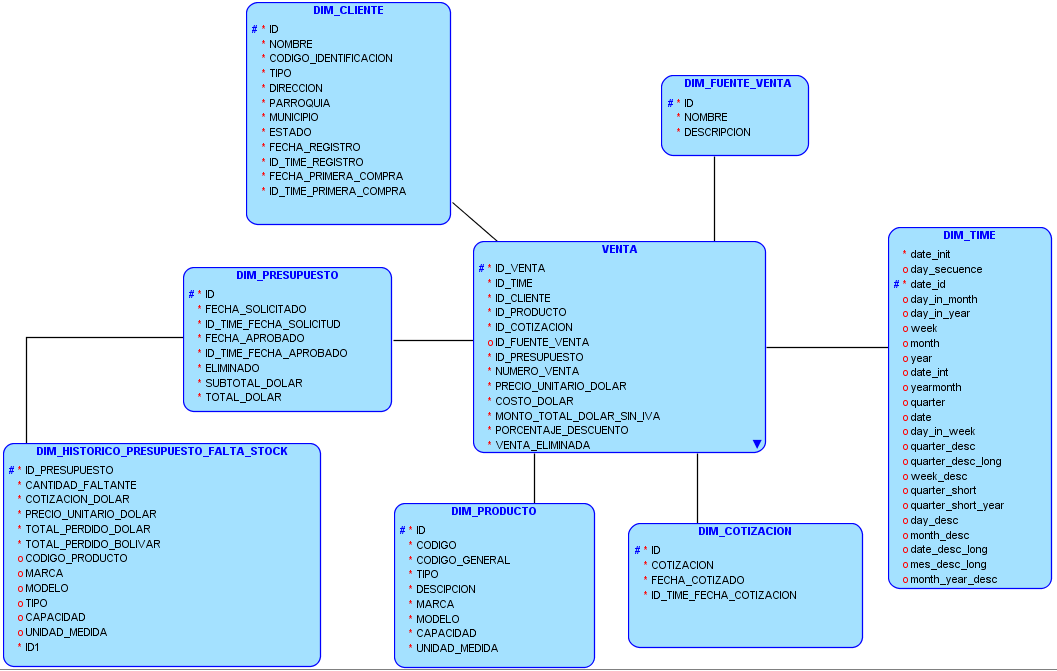 DIM_CLIENTE
# * ID
* NOMBRE
* CODIGO_IDENTIFICACION
* TIPO
* DIRECCION
* PARROQUIA
* MUNICIPIO
* ESTADO
* FECHA_REGISTRO
* ID_TIME_REGISTRO
* FECHA_PRIMERA_COMPRA
* ID_TIME_PRIMERA_COMPRA
DIM_FUENTE_VENTA
# * ID
* NOMBRE
* DESCRIPCION
VENTA
# * ID_VENTA
* ID_TIME
* ID_CLIENTE
* ID_PRODUCTO
* ID_COTIZACION
o ID_FUENTE_VENTA
* ID_PRESUPUESTO
* NUMERO_VENTA
* PRECIO_UNITARIO_DOLAR
* COSTO_DOLAR
* MONTO_TOTAL_DOLAR_SIN_IVA
* PORCENTAJE_DESCUENTO
* VENTA_ELIMINADA
DIM_TIME
* date_init
o day_secuence
# * date_id
o day_in_month
o day_in_year
o week
o month
o year
o date_int
o yearmonth
o quarter
o date
o day_in_week
o quarter_desc
o quarter_desc_long
o week_desc
o quarter_short
o quarter_short_year
o day_desc
o month_desc
o date_desc_long
o mes_desc_long
o month_year_desc
DIM_PRESUPUESTO
# * ID
* FECHA_SOLICITADO
* ID_TIME_FECHA_SOLICITUD
* FECHA_APROBADO
* ID_TIME_FECHA_APROBADO
* ELIMINADO
* SUBTOTAL_DOLAR
* TOTAL_DOLAR
DIM_HISTORICO_PRESUPUESTO_FALTA_STOCK
# * ID_PRESUPUESTO
* CANTIDAD_FALTANTE
* COTIZACION_DOLAR
* PRECIO_UNITARIO_DOLAR
* TOTAL_PERDIDO_DOLAR
* TOTAL_PERDIDO_BOLIVAR
o CODIGO_PRODUCTO
o MARCA
o MODELO
o TIPO
o CAPACIDAD
o UNIDAD_MEDIDA
* ID1
DIM_PRODUCTO
# * ID
* CODIGO
* CODIGO_GENERAL
* TIPO
* DESCIPCION
* MARCA
* MODELO
* CAPACIDAD
* UNIDAD_MEDIDA
DIM_COTIZACION
# * ID
* COTIZACION
* FECHA_COTIZADO
* ID_TIME_FECHA_COTIZACION